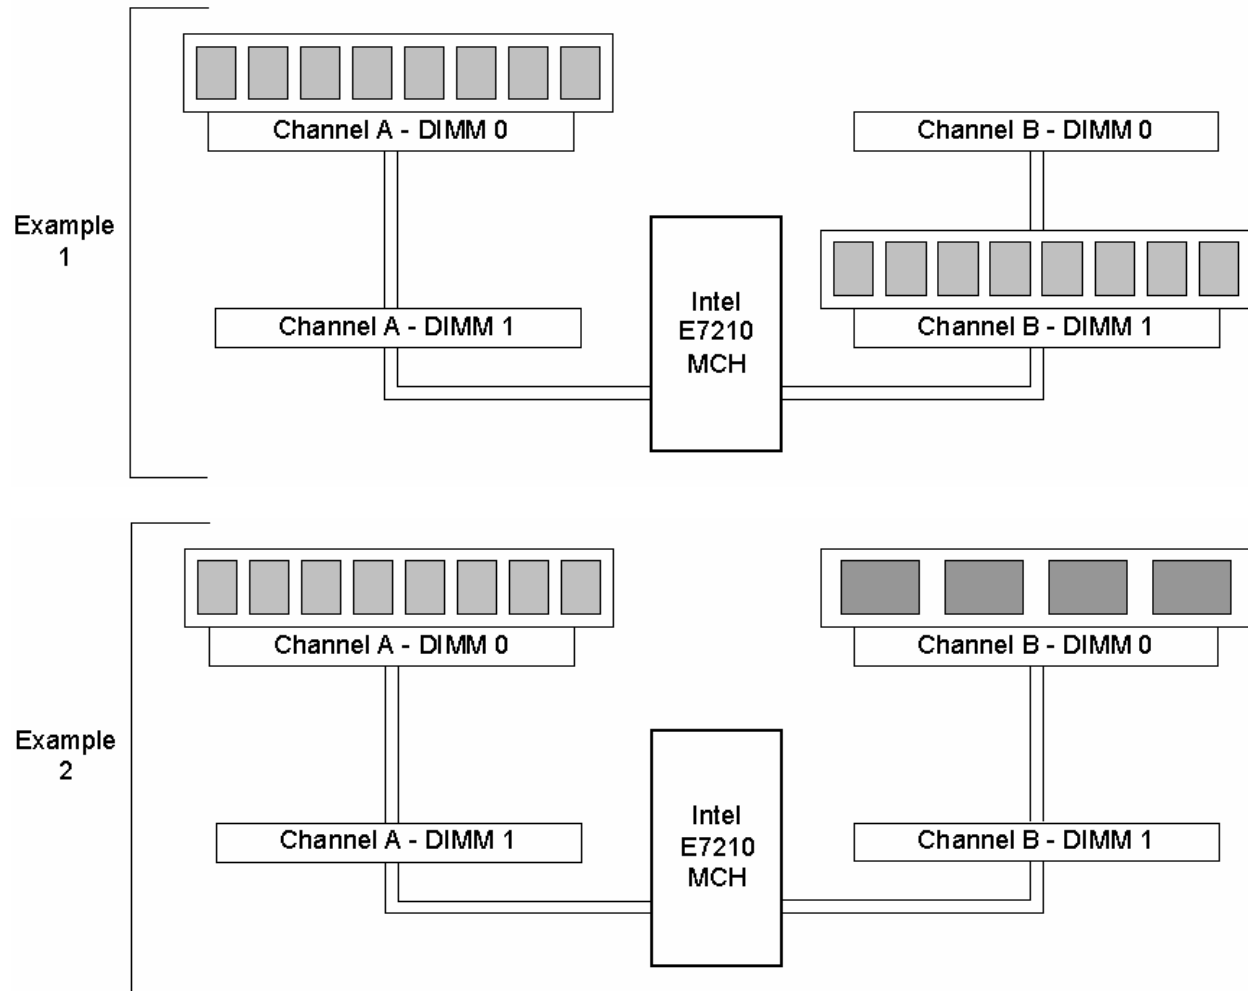 Channel A - DIMM 0
Channel B - DIMM 0
Example
1
Intel
E7210
MCH
Channel A - DIMM 1
Channel B - DIMM 1
Channel A - DIMM 0
Channel B - DIMM 0
Example
2
Intel
E7210
MCH
Channel A - DIMM 1
Channel B - DIMM 1